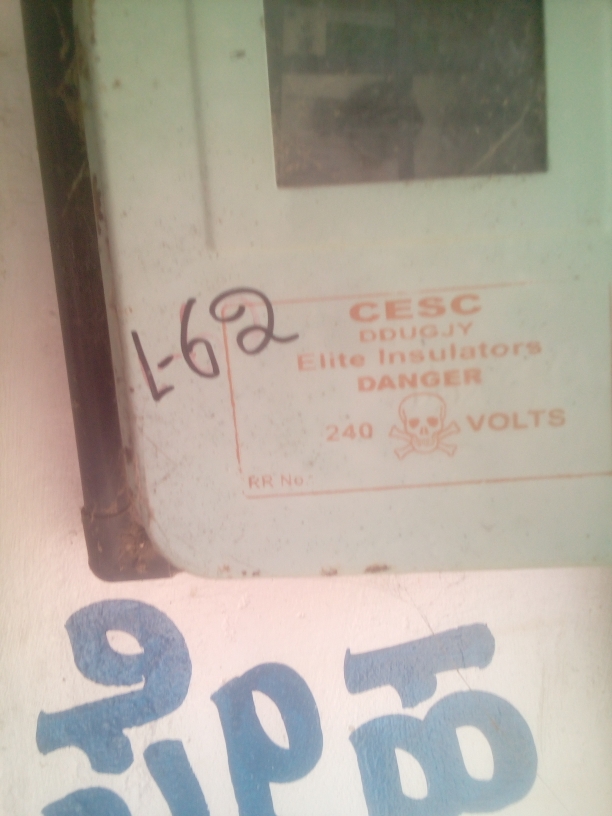 L-62
CESC
DDUGJY
Elite Insulators
DANGER
240 VOLTS
RR No